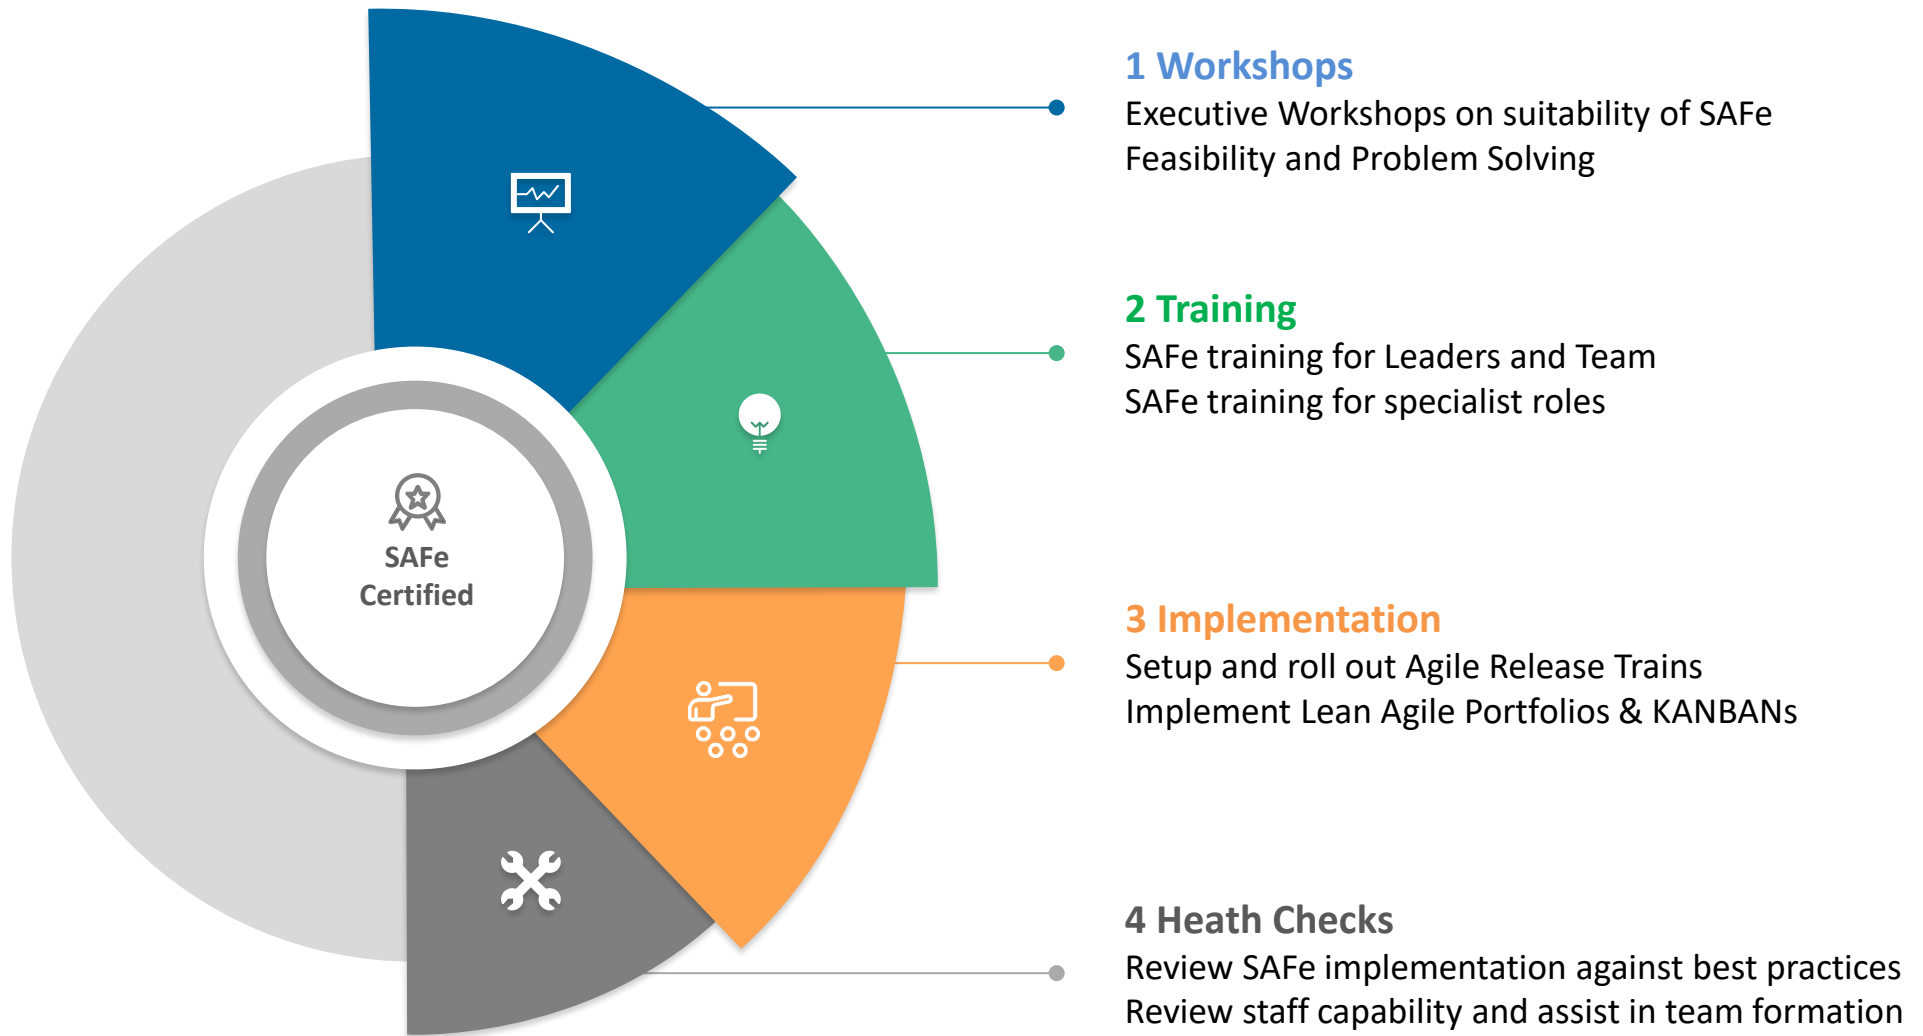 1 Workshops
Executive Workshops on suitability of SAFe
Feasibility and Problem Solving
2 Training
SAFe training for Leaders and Team
SAFe training for specialist roles
SAFe
Certified
3 Implementation
Setup and roll out Agile Release Trains
Implement Lean Agile Portfolios & KANBANs
4 Heath Checks
Review SAFe implementation against best practices
Review staff capability and assist in team formation